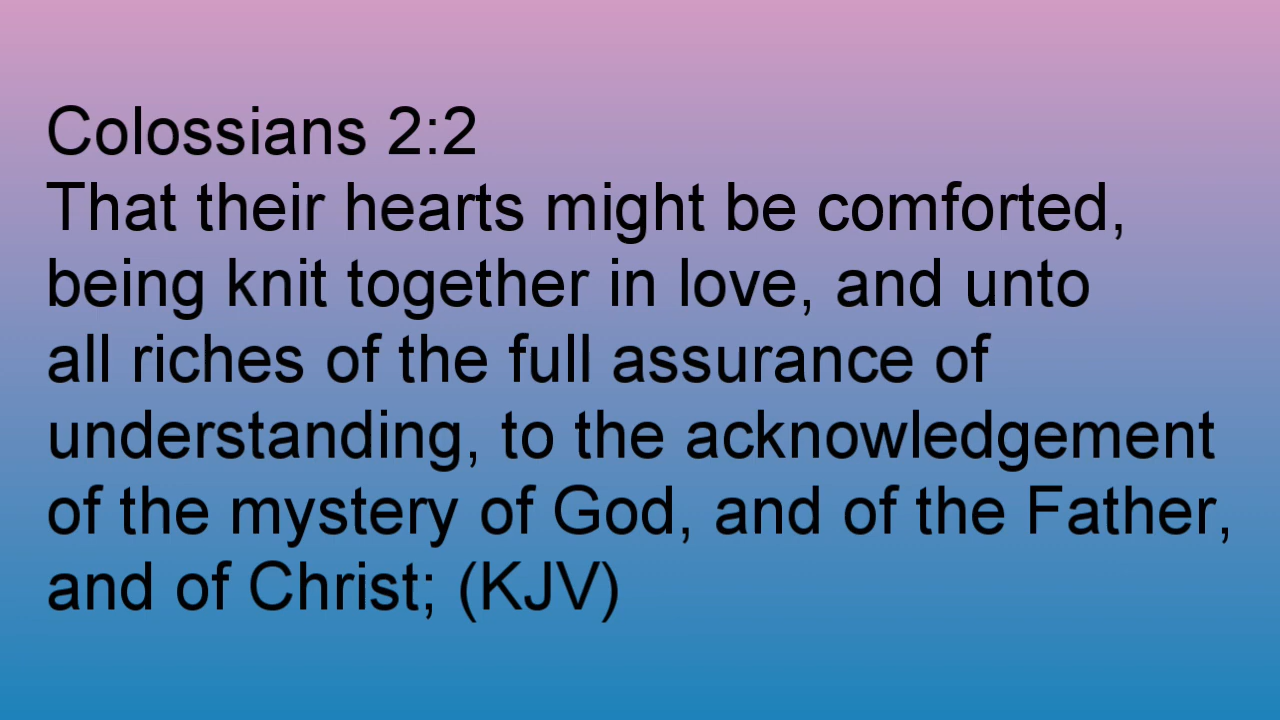 Colossians 2:2
That their hearts might be comforted,
being knit together in love, and unto
all riches of the full assurance of
understanding, to the acknowledgement
of the mystery of God, and of the Father,
and of Christ; (KJV)